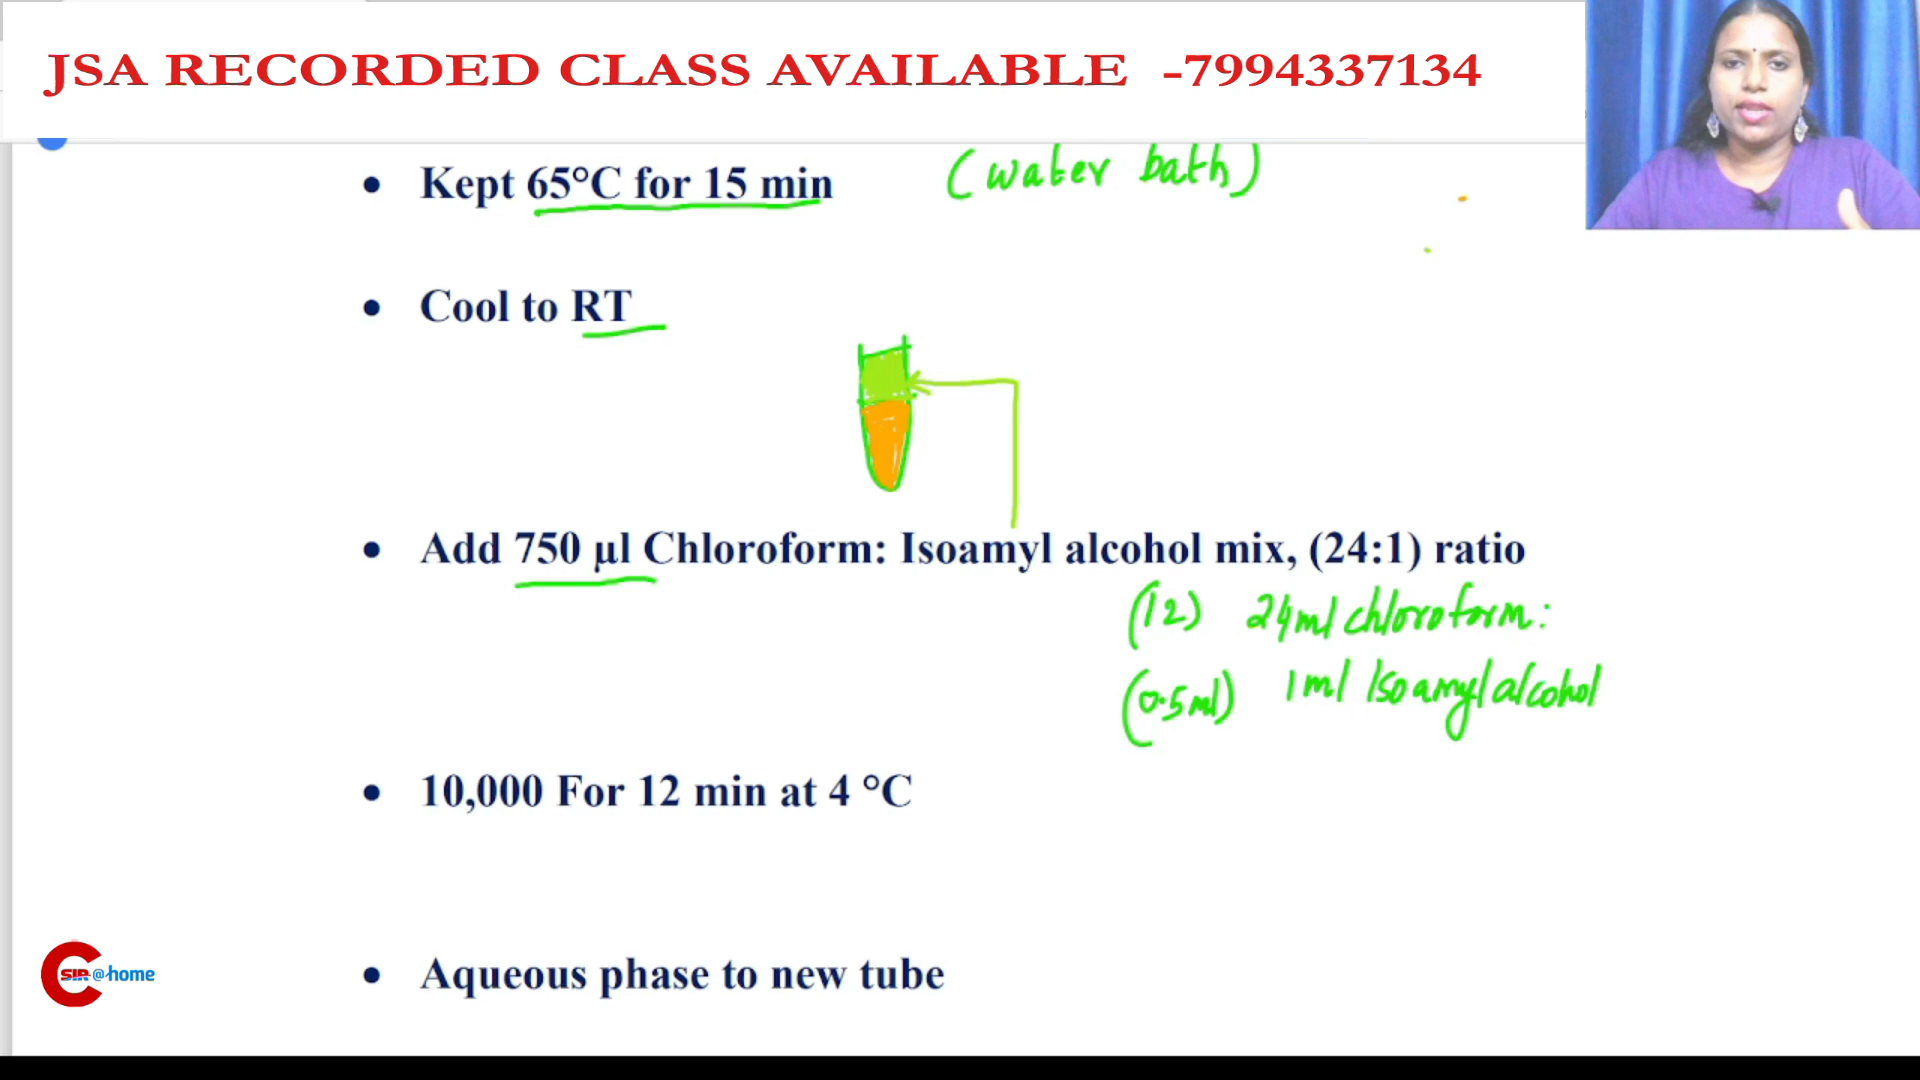 JSA RECORDED CLASS AVAILABLE -7994337134
• Kept 65°C for 15 min (water bath)
• Cool to RT
• Add 750 µl Chloroform: Isoamyl alcohol mix, (24:1) ratio
(12) 24ml chloroform:
(0.5ml) 1ml Isoamyl alcohol
• 10,000 For 12 min at 4 °C
• Aqueous phase to new tube
CSIR@home